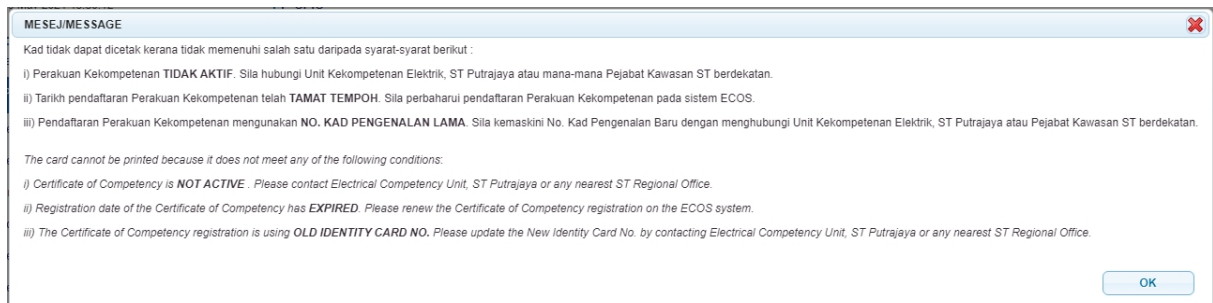 MESEJ/MESSAGE
Kad tidak dapat dicetak kerana tidak memenuhi salah satu daripada syarat-syarat berikut :
i) Perakuan Kekompetenan TIDAK AKTIF. Sila hubungi Unit Kekompetenan Elektrik, ST Putrajaya atau mana-mana Pejabat Kawasan ST berdekatan.
ii) Tarikh pendaftaran Perakuan Kekompetenan telah TAMAT TEMPOH. Sila perbaharui pendaftaran Perakuan Kekompetenan pada sistem ECOS.
iii) Pendaftaran Perakuan Kekompetenan mengunakan NO. KAD PENGENALAN LAMA. Sila kemaskini No. Kad Pengenalan Baru dengan menghubungi Unit Kekompetenan Elektrik, ST Putrajaya atau Pejabat Kawasan ST berdekatan.
The card cannot be printed because it does not meet any of the following conditions:
i) Certificate of Competency is NOT ACTIVE . Please contact Electrical Competency Unit, ST Putrajaya or any nearest ST Regional Office.
ii) Registration date of the Certificate of Competency has EXPIRED. Please renew the Certificate of Competency registration on the ECOS system.
iii) The Certificate of Competency registration is using OLD IDENTITY CARD NO. Please update the New Identity Card No. by contacting Electrical Competency Unit, ST Putrajaya or any nearest ST Regional Office.
OK